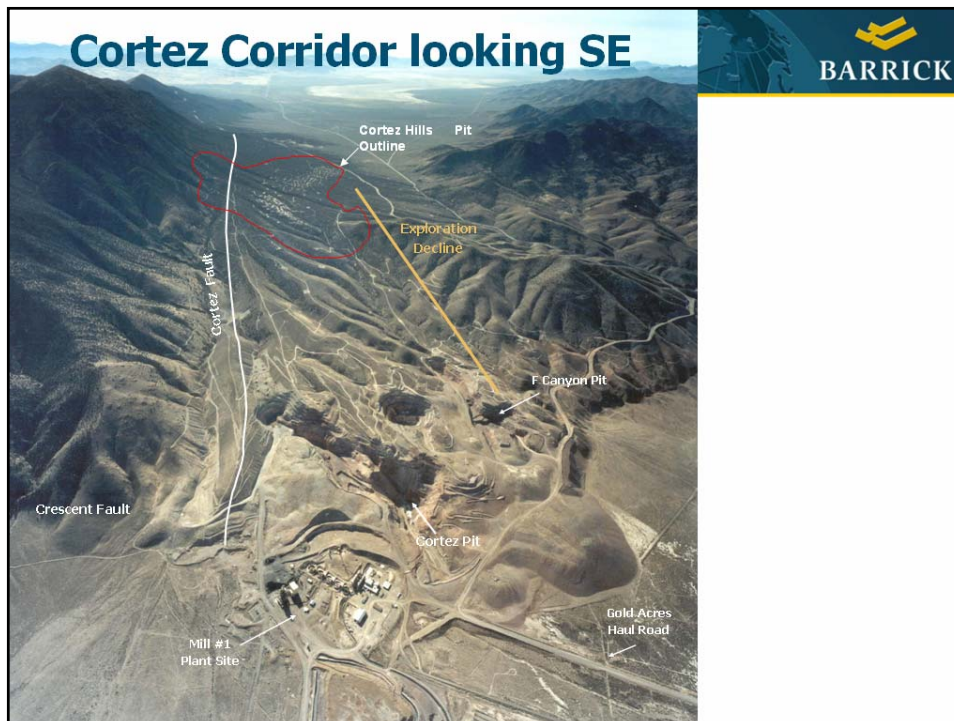 Cortez Corridor looking SE
BARRICK
Cortez Hills Pit
Outline
Exploration
Decline
Cortez Fault
F Canyon Pit
Crescent Fault
Cortez Pit
Gold Acres
Haul Road
Mill #1
Plant Site